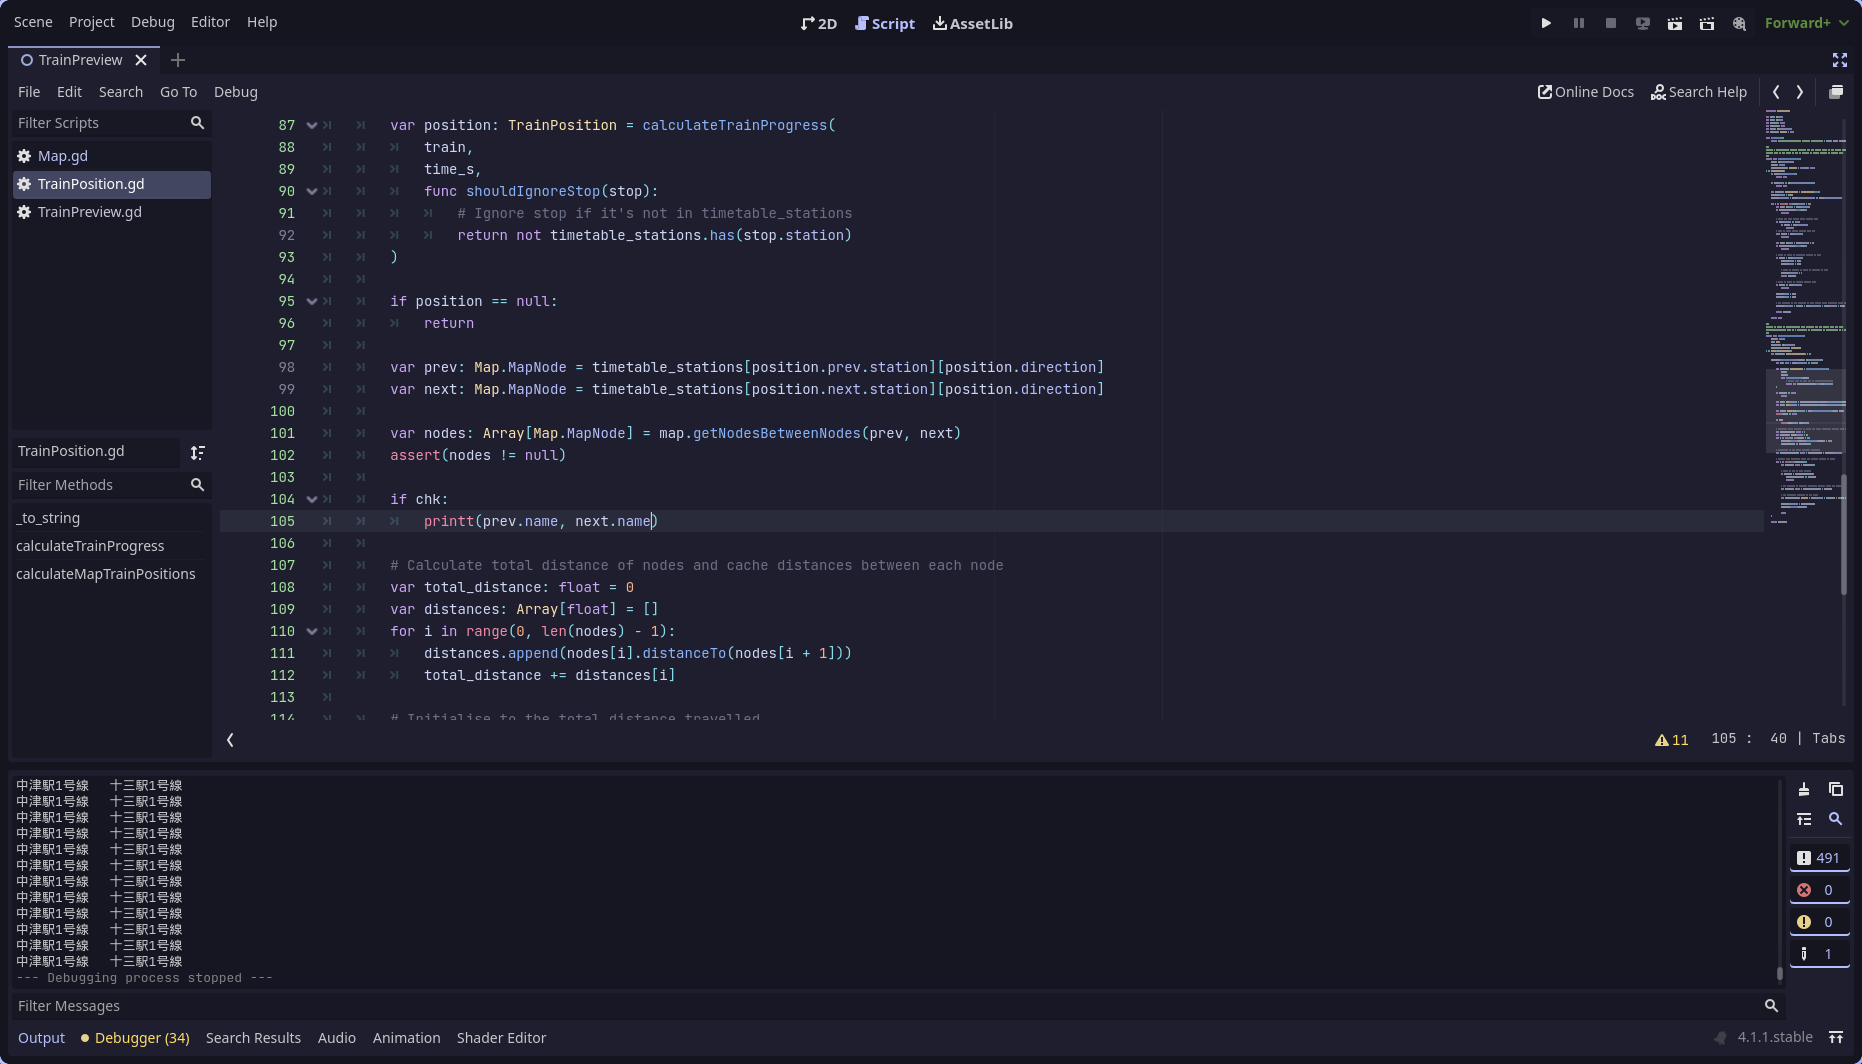 Scene Project Debug Editor Help 2D Script AssetLib Forward+
TrainPreview
File Edit Search Go To Debug Online Docs Search Help
Filter Scripts
Map.gd
TrainPosition.gd
TrainPreview.gd
TrainPosition.gd
Filter Methods
_to_string
calculateTrainProgress
calculateMapTrainPositions
87 var position: TrainPosition = calculateTrainProgress(
88 train,
89 time_s,
90 func shouldIgnoreStop(stop):
91 # Ignore stop if it's not in timetable_stations
92 return not timetable_stations.has(stop.station)
93 )
94
95 if position == null:
96 return
97
98 var prev: Map.MapNode = timetable_stations[position.prev.station][position.direction]
99 var next: Map.MapNode = timetable_stations[position.next.station][position.direction]
100
101 var nodes: Array[Map.MapNode] = map.getNodesBetweenNodes(prev, next)
102 assert(nodes != null)
103
104 if chk:
105 printt(prev.name, next.name)
106
107 # Calculate total distance of nodes and cache distances between each node
108 var total_distance: float = 0
109 var distances: Array[float] = []
110 for i in range(0, len(nodes) - 1):
111 distances.append(nodes[i].distanceTo(nodes[i + 1]))
112 total_distance += distances[i]
113
114 # Initialise to the total distance travelled
11 105 : 40 | Tabs
中津駅1号線 十三駅1号線
中津駅1号線 十三駅1号線
中津駅1号線 十三駅1号線
中津駅1号線 十三駅1号線
中津駅1号線 十三駅1号線
中津駅1号線 十三駅1号線
中津駅1号線 十三駅1号線
中津駅1号線 十三駅1号線
中津駅1号線 十三駅1号線
中津駅1号線 十三駅1号線
中津駅1号線 十三駅1号線
中津駅1号線 十三駅1号線
--- Debugging process stopped ---
491
0
0
1
Filter Messages
Output Debugger (34) Search Results Audio Animation Shader Editor 4.1.1.stable